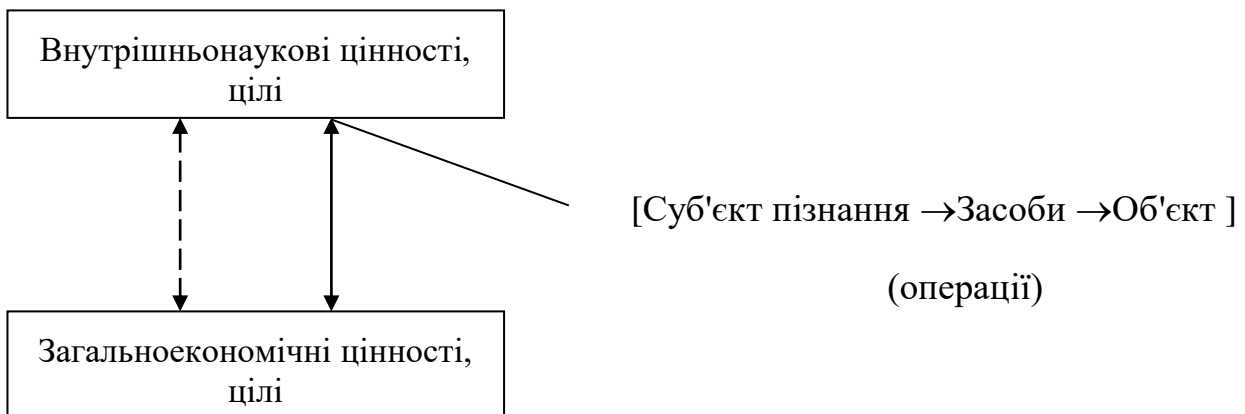 Внутрішньонаукові цінності,
цілі
[Суб'єкт пізнання →Засоби →Об'єкт ]
(операції)
Загальноекономічні цінності,
цілі